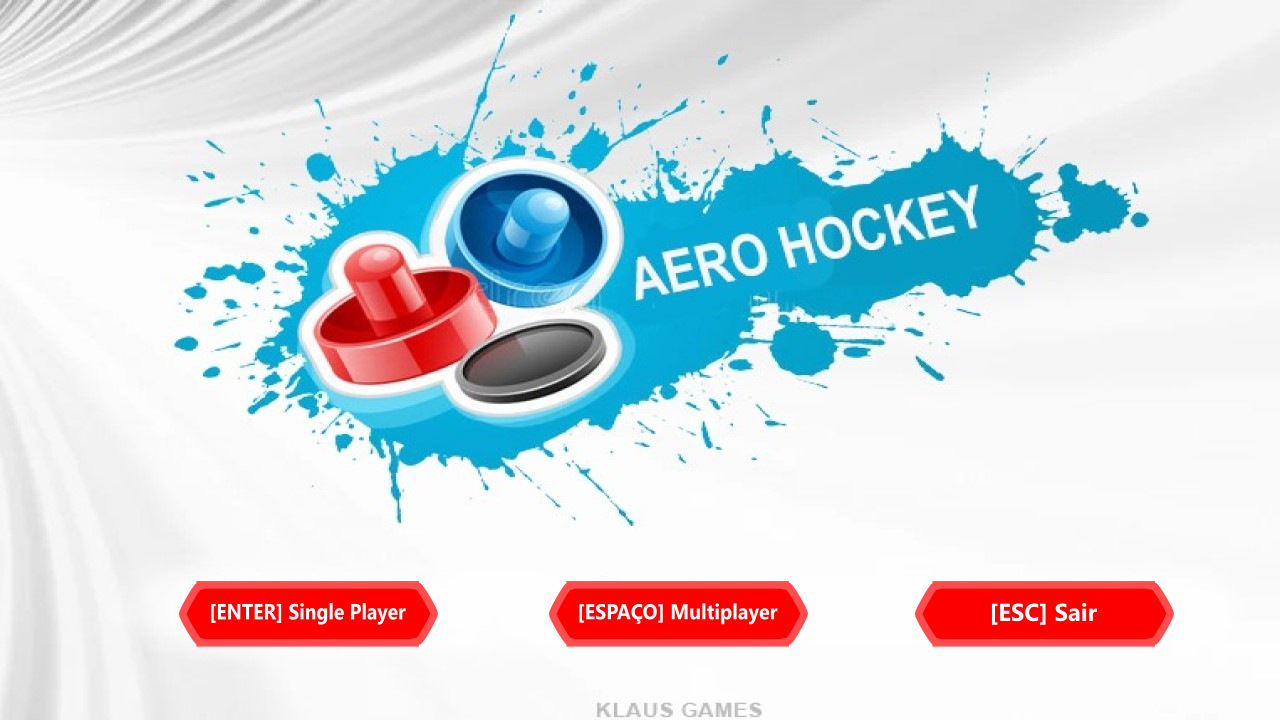 AERO HOCKEY
[ENTER] Single Player
[ESPAÇO] Multiplayer
[ESC] Sair
KLAUS GAMES